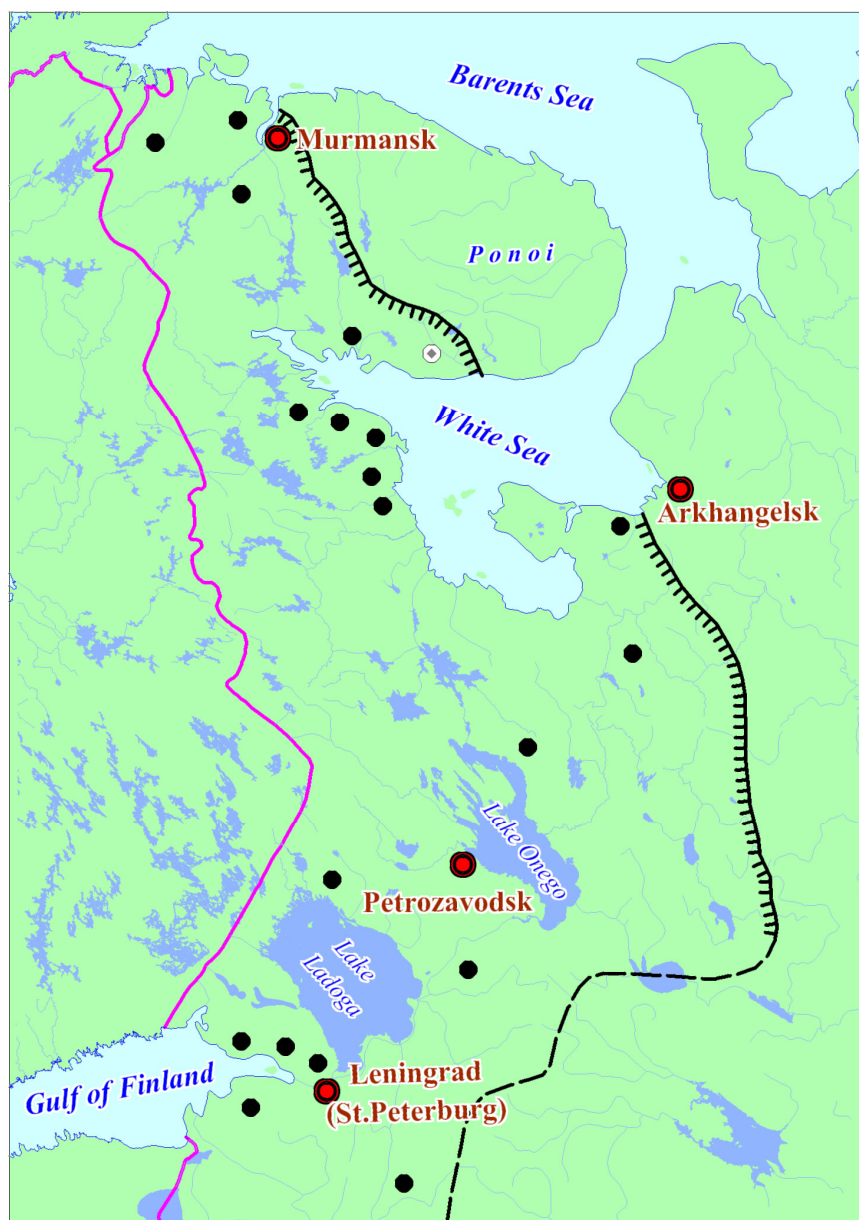 Barents Sea
Murmansk
Ponoi
White Sea
Arkhangelsk
Lake Onego
Petrozavodsk
Lake
Ladoga
Gulf of Finland
Leningrad
(St.Peterburg)